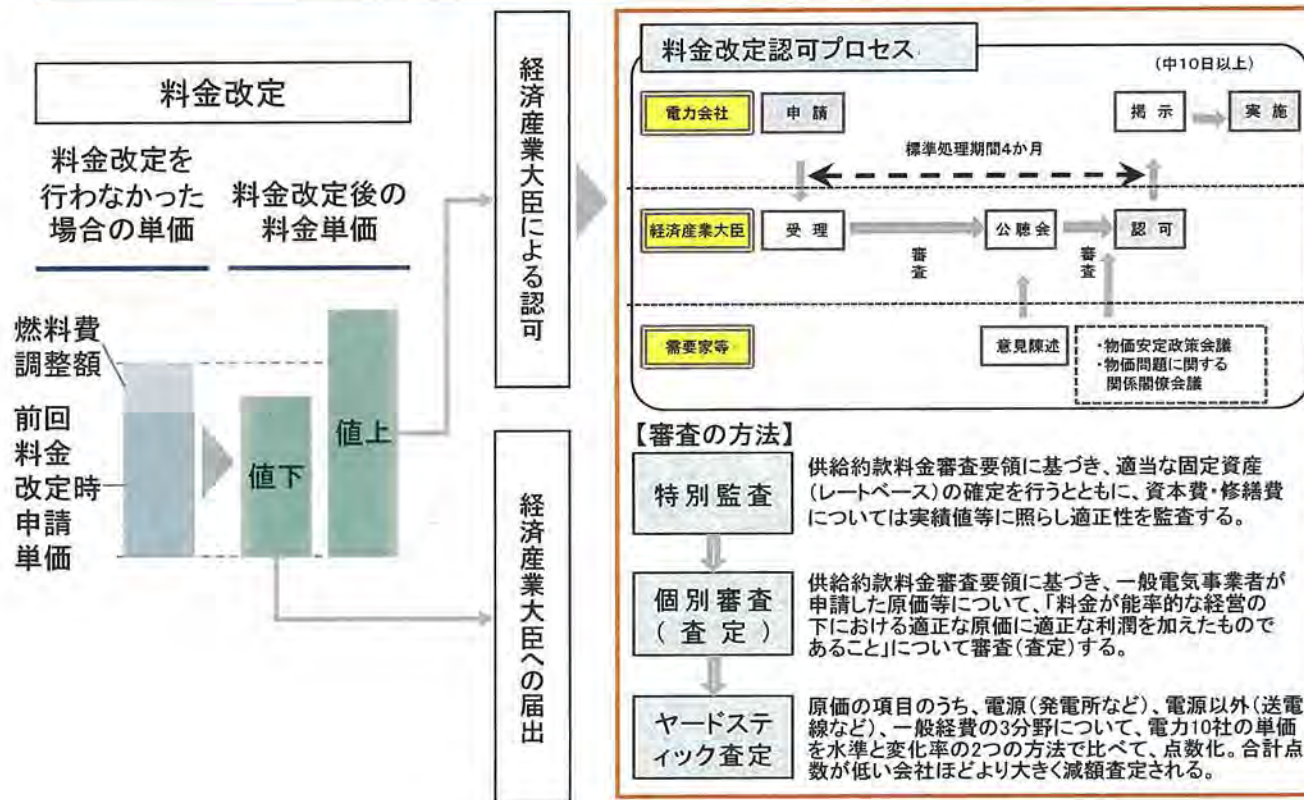 料金改定
料金改定を
行わなかった
場合の単価
料金改定後の
料金単価
燃料費
調整額
前回
料金
改定時
申請
単価
値下
値上
経済産業大臣による認可
経済産業大臣への届出
料金改定認可プロセス
(中10日以上)
電力会社
申請
掲示
実施
標準処理期間4か月
経済産業大臣
受理
公聴会
認可
審査
審査
需要家等
意見陳述
・物価安定政策会議
・物価問題に関する
関係閣僚会議
【審査の方法】
特別監査
供給約款料金審査要領に基づき、適当な固定資産
(レートベース)の確定を行うとともに、資本費・修繕費
については実績値等に照らし適正性を監査する。
個別審査
(査定)
供給約款料金審査要領に基づき、一般電気事業者が
申請した原価等について、「料金が能率的な経営の
下における適正な原価に適正な利潤を加えたもので
あること」について審査(査定)する。
ヤードステ
ィック査定
原価の項目のうち、電源(発電所など)、電源以外(送電
線など)、一般経費の3分野について、電力10社の単価
を水準と変化率の2つの方法で比べて、点数化。合計点
数が低い会社ほどより大きく減額査定される。